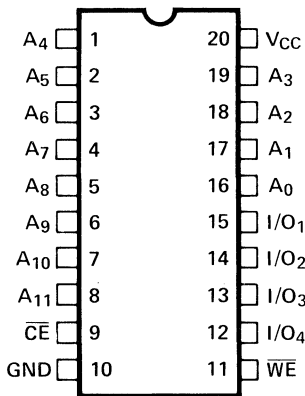 A4 1 20 VCC
A5 2 19 A3
A6 3 18 A2
A7 4 17 A1
A8 5 16 A0
A9 6 15 I/O1
A10 7 14 I/O2
A11 8 13 I/O3
C̅E̅ 9 12 I/O4
GND 10 11 W̅E̅